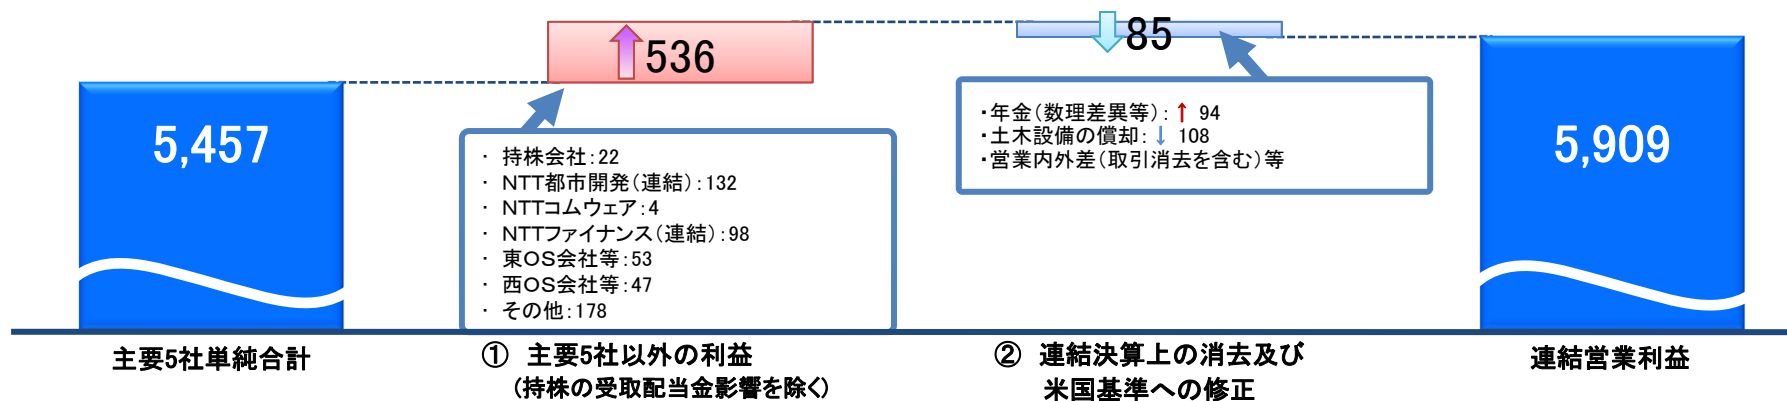 5,457
536
85
5,909
・ 持株会社：22
・ NTT都市開発（連結）：132
・ NTTコムウェア：4
・ NTTファイナンス（連結）：98
・ 東OS会社等：53
・ 西OS会社等：47
・ その他：178
・年金（数理差異等）：↑ 94
・土木設備の償却：↓ 108
・営業内外差（取引消去を含む）等
主要5社単純合計
① 主要5社以外の利益
（持株の受取配当金影響を除く）
② 連結決算上の消去及び
米国基準への修正
連結営業利益